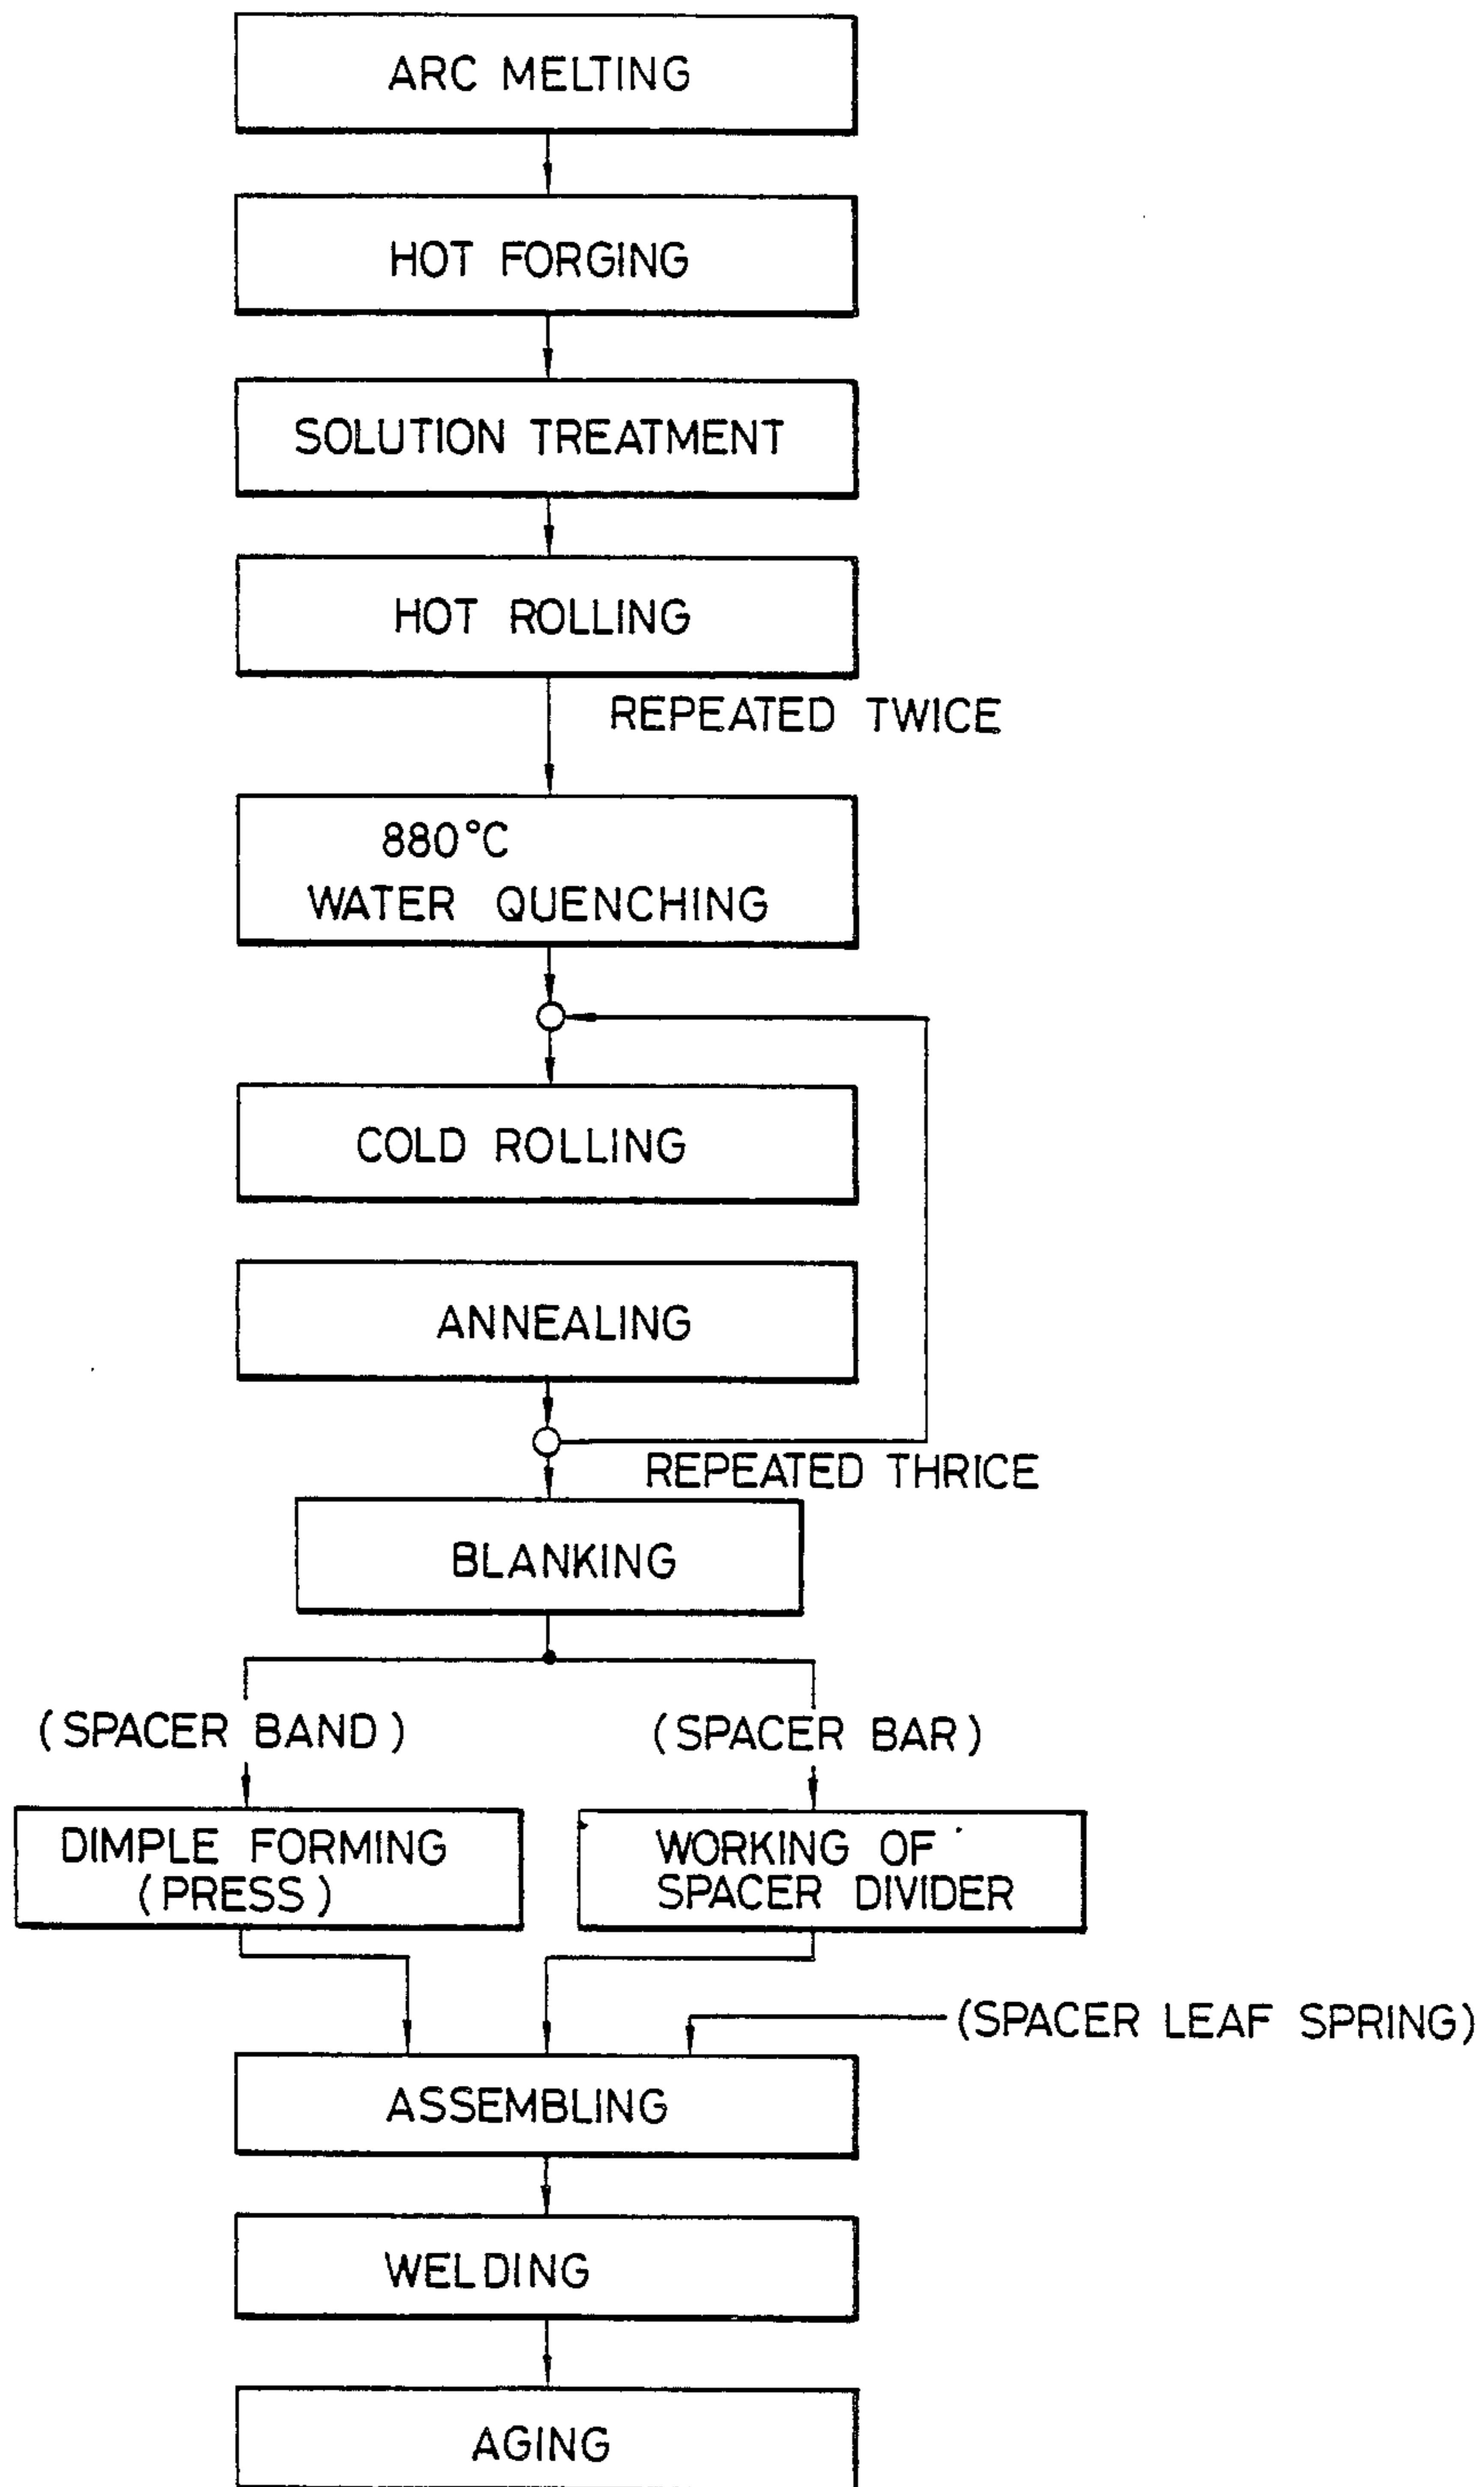 ARC MELTING
HOT FORGING
SOLUTION TREATMENT
HOT ROLLING
REPEATED TWICE
880°C
WATER QUENCHING
COLD ROLLING
ANNEALING
REPEATED THRICE
BLANKING
(SPACER BAND)
(SPACER BAR)
DIMPLE FORMING
(PRESS)
WORKING OF
SPACER DIVIDER
(SPACER LEAF SPRING)
ASSEMBLING
WELDING
AGING